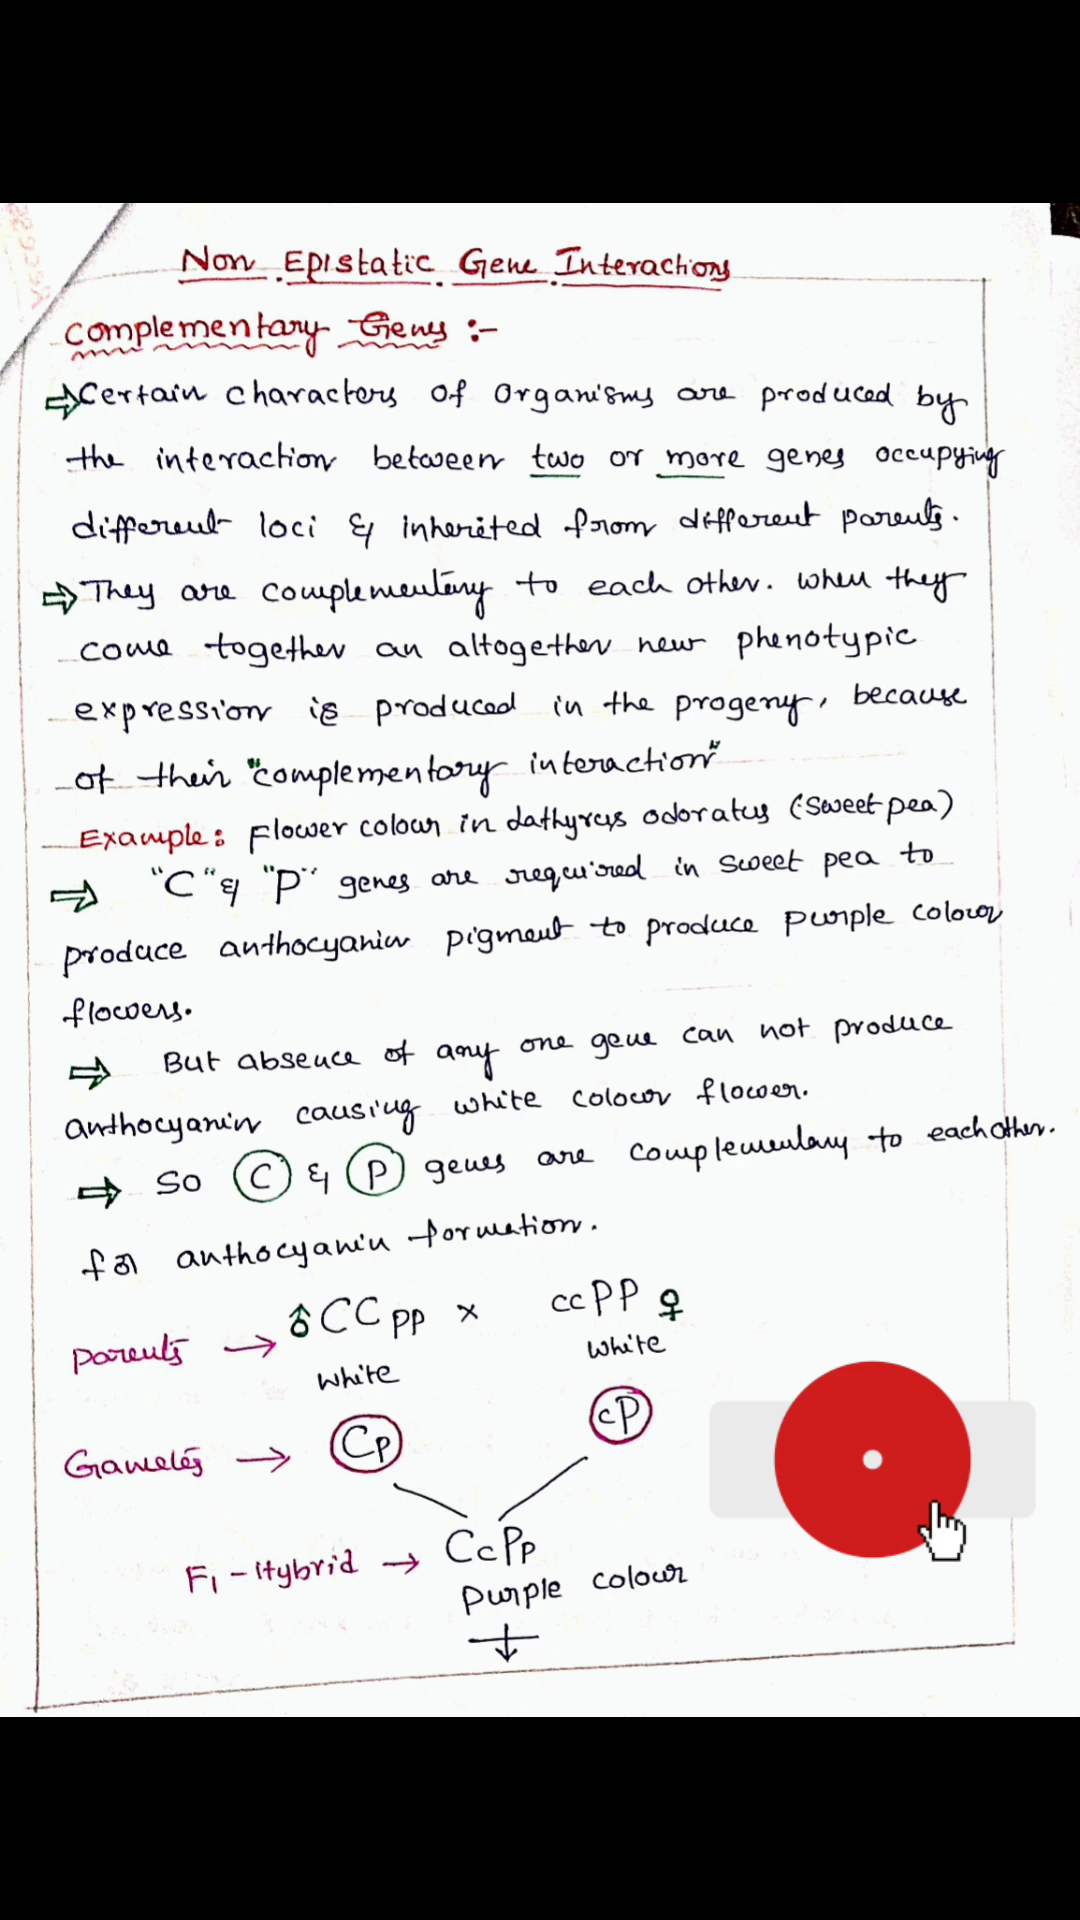 Non Epistatic Gene Interactions
Complementary Genes :-
⇒ Certain characters of organisms are produced by
the interaction between two or more genes occupying
different loci & inherited from different parents.
⇒ They are complementary to each other. when they
come together an altogether new phenotypic
expression is produced in the progeny, because
of their "complementary interaction"
Example: Flower colour in dathyrus odoratus (Sweet pea)
⇒ "C" & "P" genes are required in sweet pea to
produce anthocyanin pigment to produce purple colour
flowers.
⇒ But absence of any one gene can not produce
anthocyanin causing white colour flower.
⇒ So C & P genes are complementary to each other.
for anthocyanin formation.
Parents → ♂ CCpp × ccPP ♀
white white
Gametes → Cp cP
F1 - Hybrid → CcPp
Purple colour